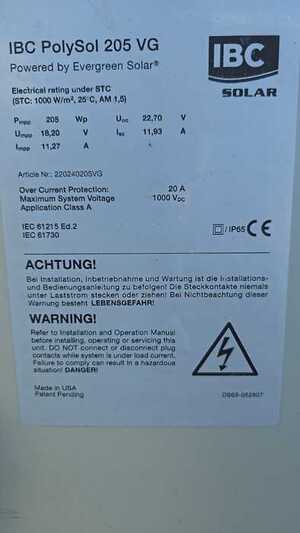 IBC PolySol 205 VG
Powered by Evergreen Solar®
IBC
SOLAR
Electrical rating under STC
(STC: 1000 W/m², 25°C, AM 1,5)
Pmpp 205 Wp Uoc 22,70 V
Umpp 18,20 V Isc 11,93 A
Impp 11,27 A
Article Nr.: 220240205VG
Over Current Protection: 20 A
Maximum System Voltage 1000 VDC
Application Class A
IEC 61215 Ed.2
IEC 61730
/ IP65 CE
ACHTUNG!
Bei Installation, Inbetriebnahme und Wartung ist die Installations-
und Bedienungsanleitung zu befolgen! Die Steckkontakte niemals
unter Laststrom stecken oder ziehen! Bei Nichtbeachtung dieser
Warnung besteht LEBENSGEFAHR!
WARNING!
Refer to Installation and Operation Manual
before installing, operating or servicing this
unit. DO NOT connect or disconnect plug
contacts while system is under load current.
Failure to comply can result in a hazardous
situation! DANGER!
Made in USA
Patent Pending